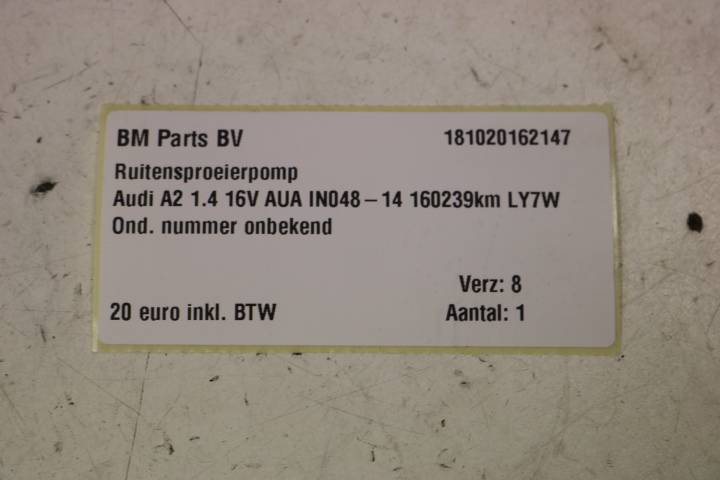 BM Parts BV 181020162147
Ruitensproeierpomp
Audi A2 1.4 16V AUA IN048-14 160239km LY7W
Ond. nummer onbekend
Verz: 8
20 euro inkl. BTW Aantal: 1